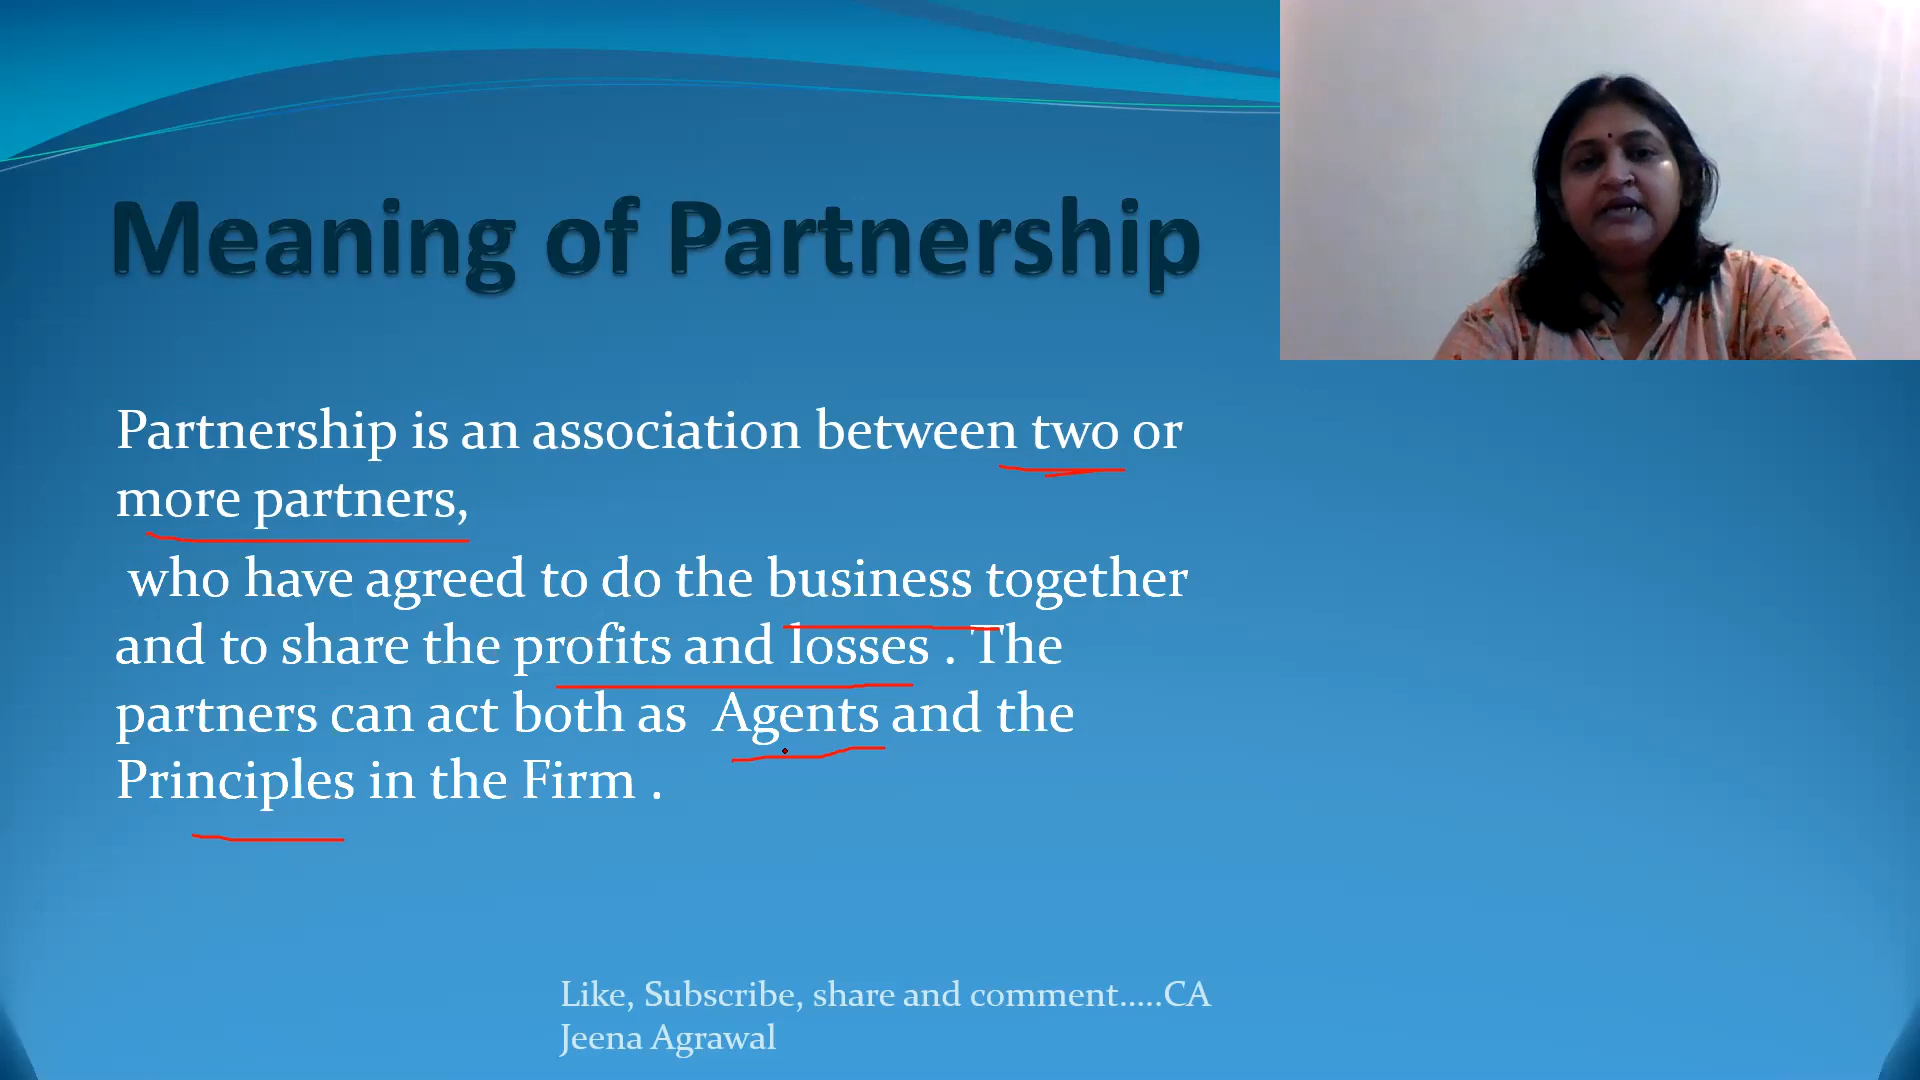 Meaning of Partnership
Partnership is an association between two or
more partners,
who have agreed to do the business together
and to share the profits and losses . The
partners can act both as Agents and the
Principles in the Firm .
Like, Subscribe, share and comment.....CA
Jeena Agrawal